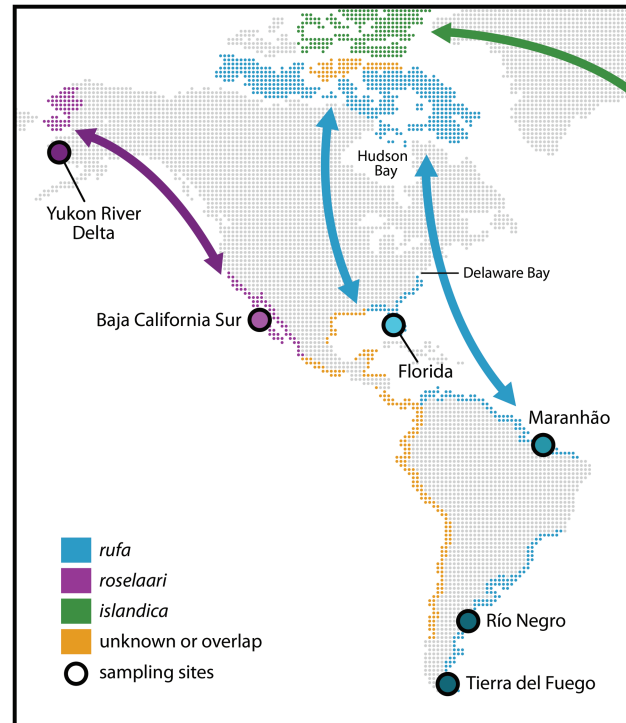 Hudson
Bay
Yukon River
Delta
Delaware Bay
Baja California Sur
Florida
Maranhão
rufa
roselaari
islandica
unknown or overlap
sampling sites
Río Negro
Tierra del Fuego